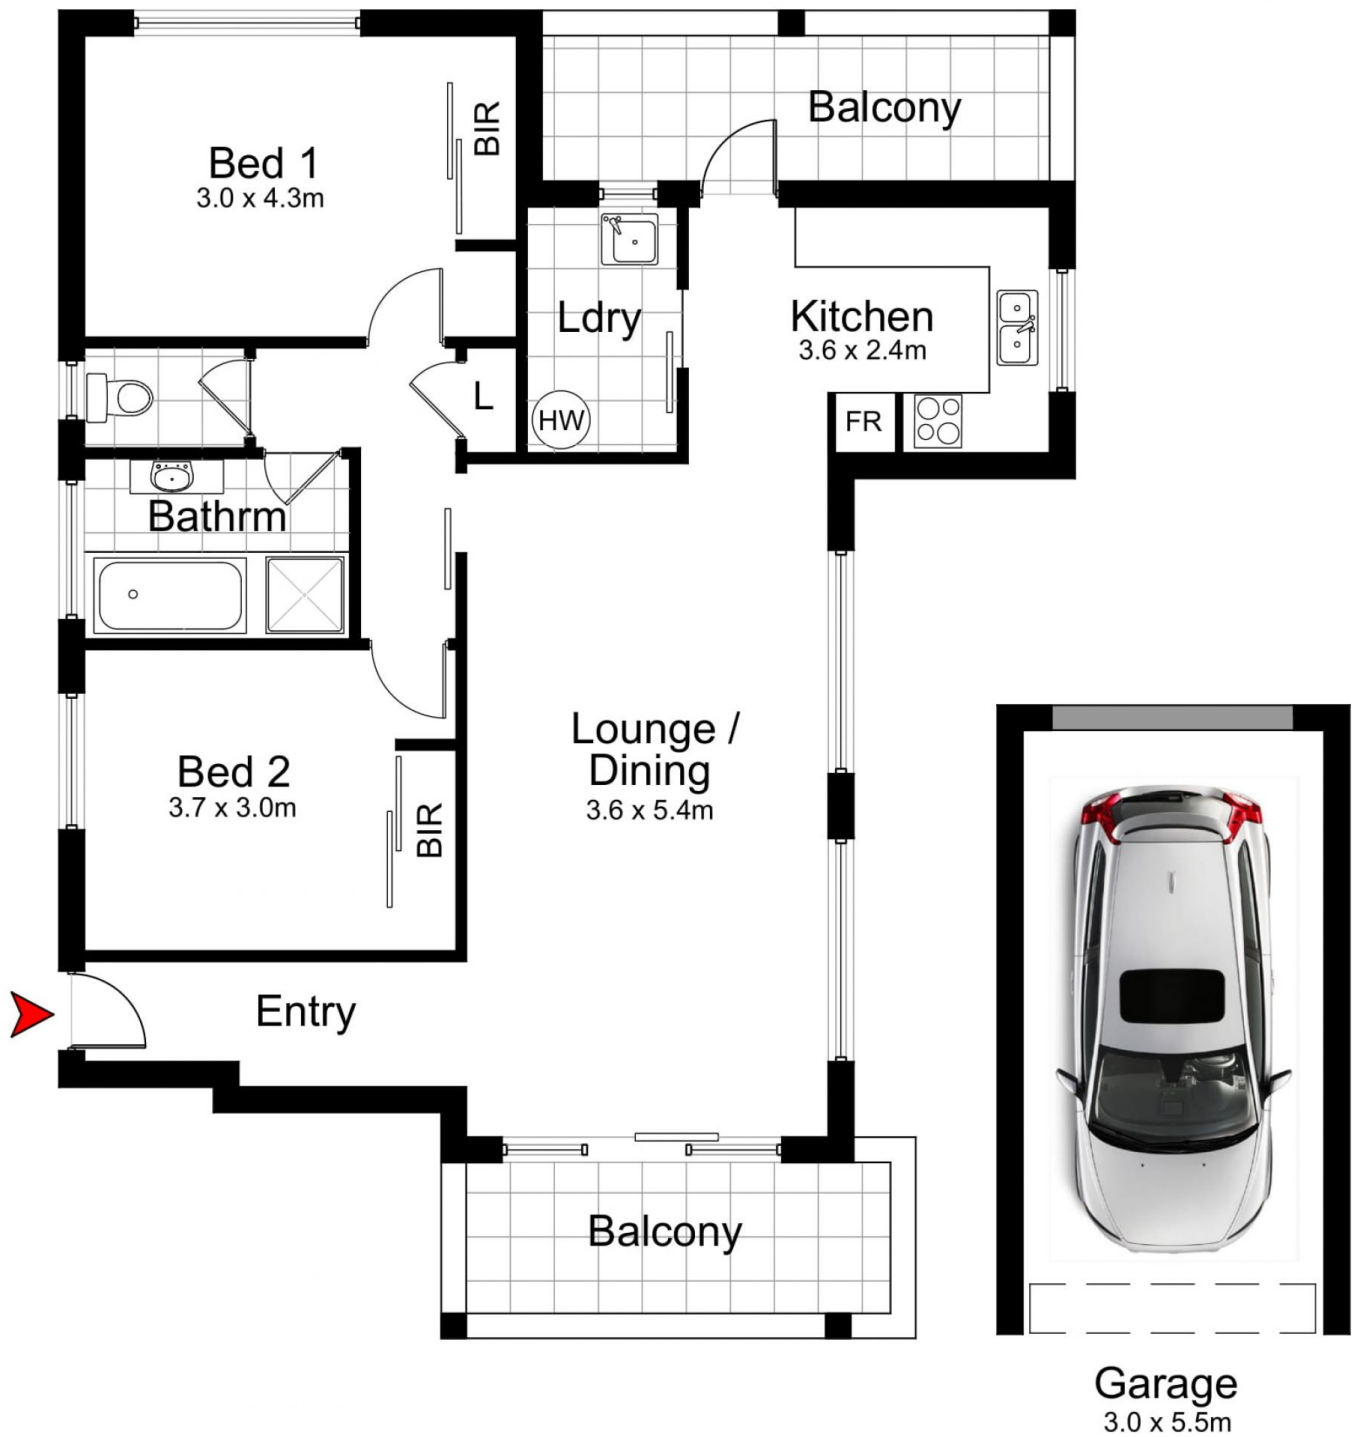 Balcony
BIR
Bed 1
3.0 x 4.3m
Ldry
Kitchen
3.6 x 2.4m
L
HW
FR
Bathrm
Lounge /
Dining
3.6 x 5.4m
Bed 2
3.7 x 3.0m
BIR
Entry
Balcony
Garage
3.0 x 5.5m